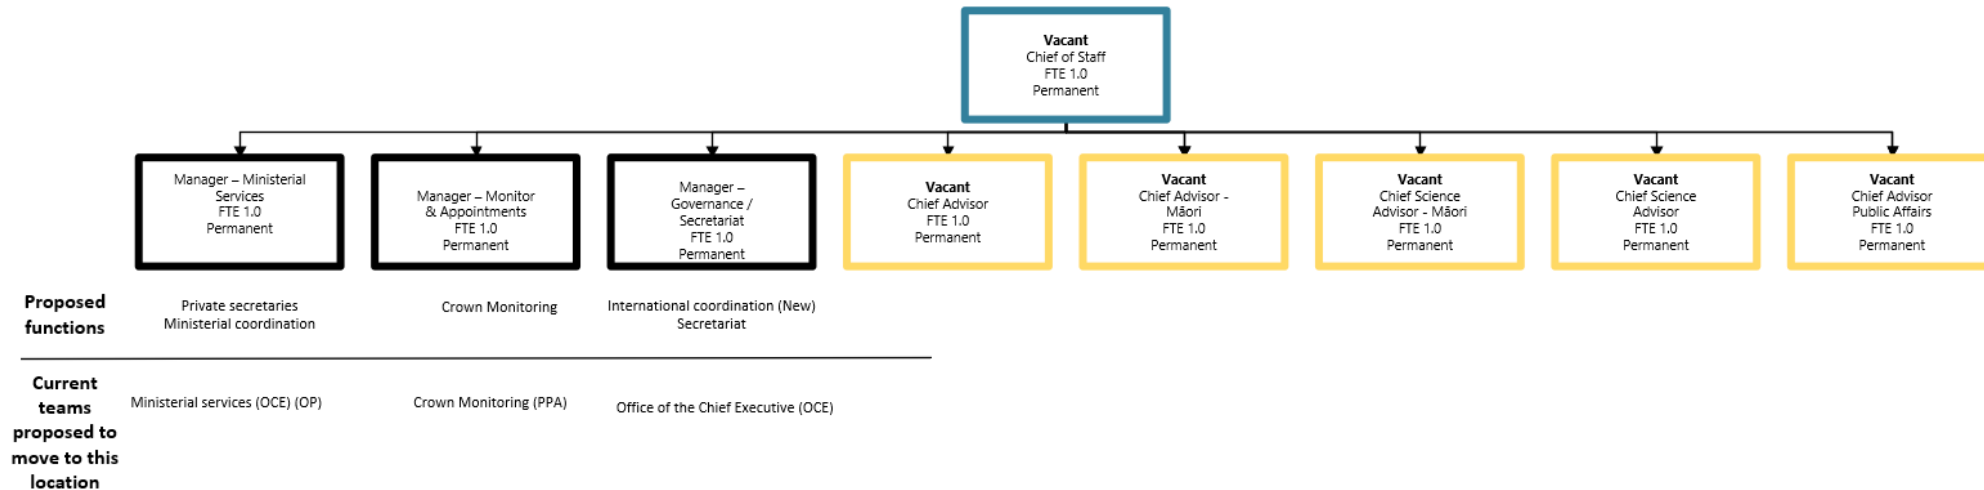 Vacant
Chief of Staff
FTE 1.0
Permanent
Manager – Ministerial
Services
FTE 1.0
Permanent
Manager – Monitor
& Appointments
FTE 1.0
Permanent
Manager –
Governance /
Secretariat
FTE 1.0
Permanent
Vacant
Chief Advisor
FTE 1.0
Permanent
Vacant
Chief Advisor -
Māori
FTE 1.0
Permanent
Vacant
Chief Science
Advisor - Māori
FTE 1.0
Permanent
Vacant
Chief Science
Advisor
FTE 1.0
Permanent
Vacant
Chief Advisor
Public Affairs
FTE 1.0
Permanent
Proposed
functions
Private secretaries
Ministerial coordination
Crown Monitoring
International coordination (New)
Secretariat
Current
teams
proposed to
move to this
location
Ministerial services (OCE) (OP)
Crown Monitoring (PPA)
Office of the Chief Executive (OCE)